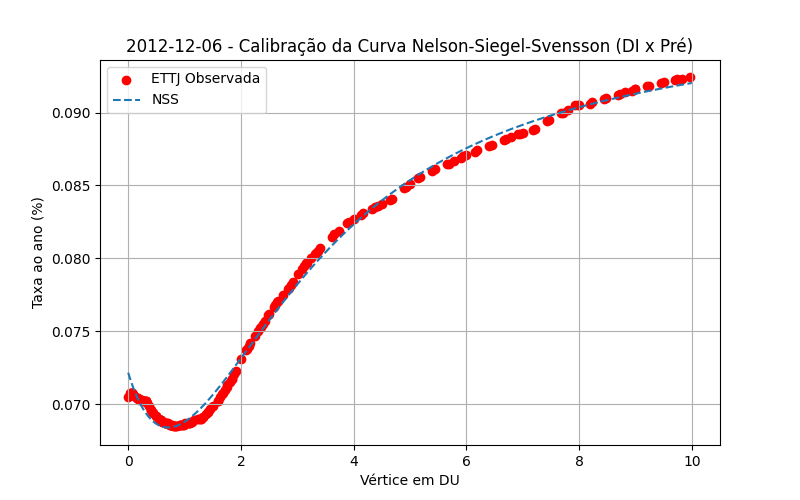 2012-12-06 - Calibração da Curva Nelson-Siegel-Svensson (DI x Pré)
ETTJ Observada
NSS
Taxa ao ano (%)
0.090
0.085
0.080
0.075
0.070
0 2 4 6 8 10
Vértice em DU